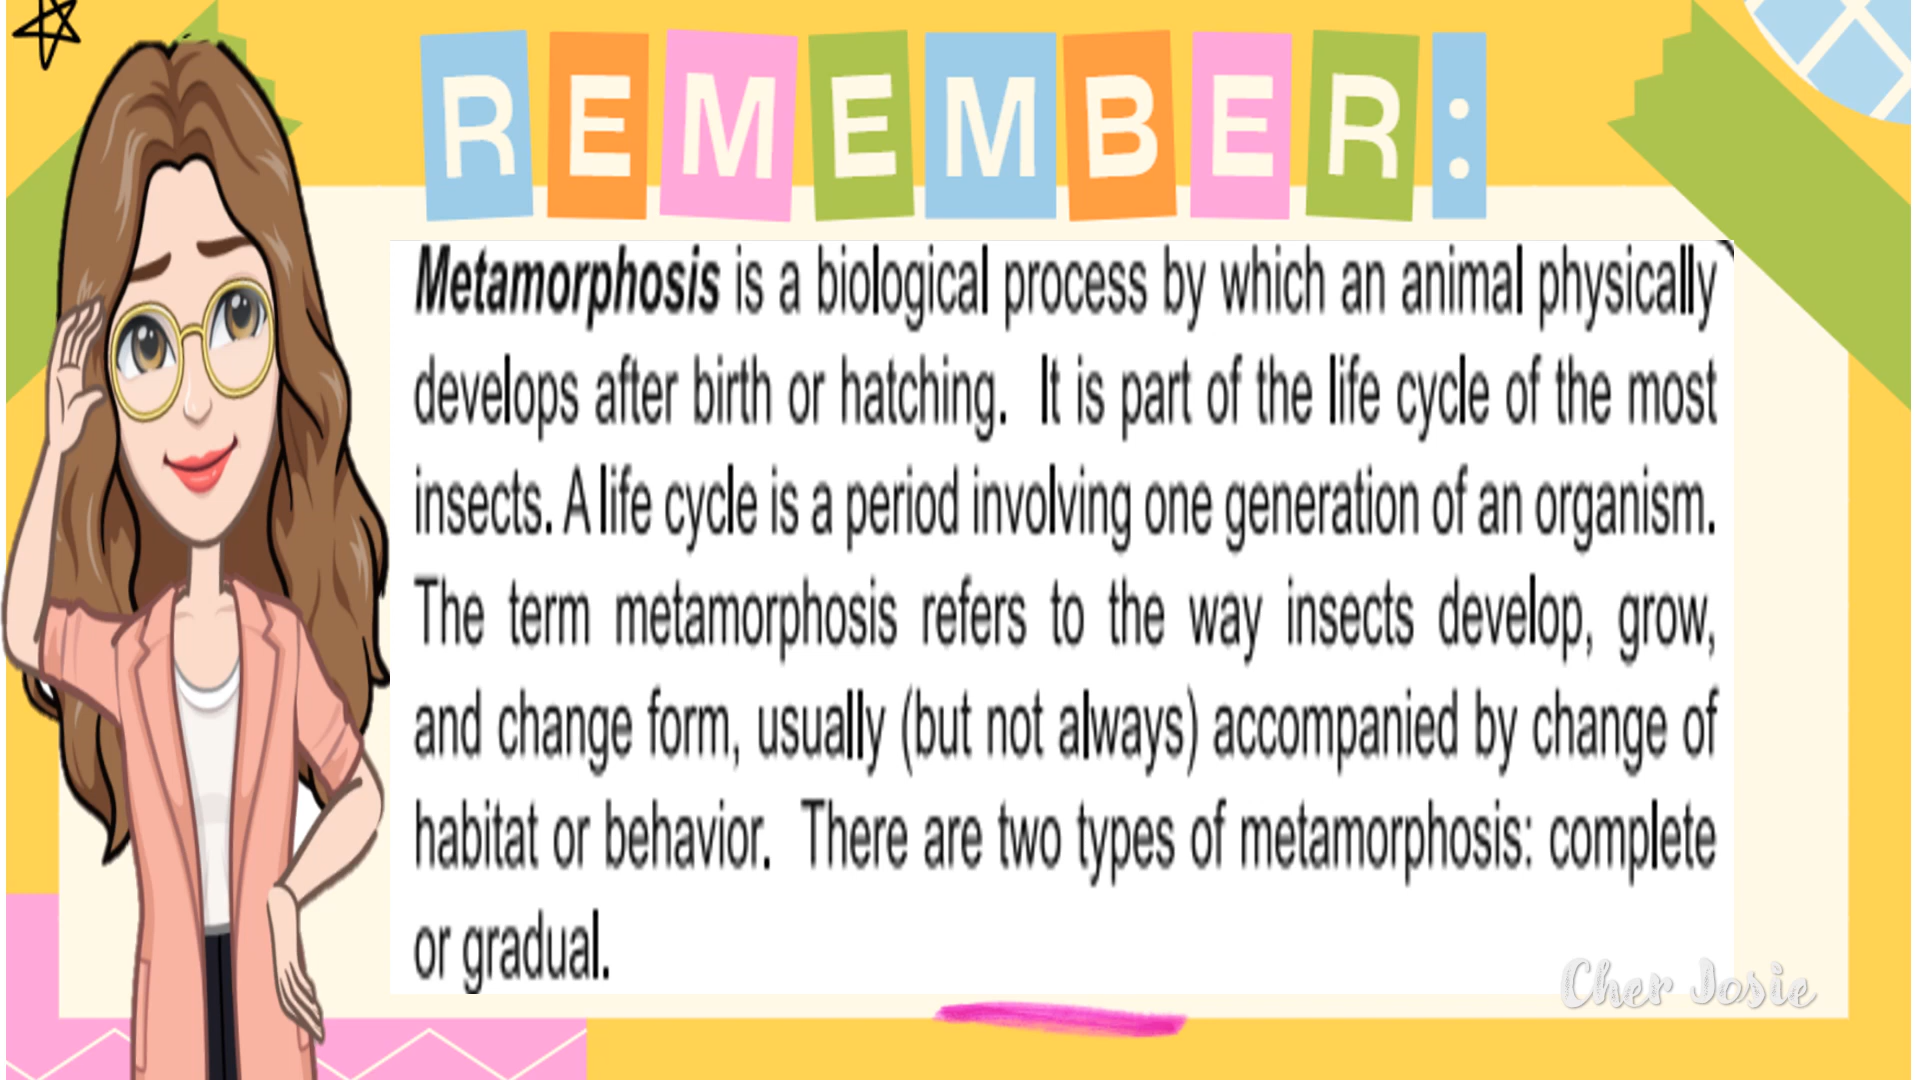 REMEMBER:
Metamorphosis is a biological process by which an animal physically
develops after birth or hatching. It is part of the life cycle of the most
insects. A life cycle is a period involving one generation of an organism.
The term metamorphosis refers to the way insects develop, grow,
and change form, usually (but not always) accompanied by change of
habitat or behavior. There are two types of metamorphosis: complete
or gradual.
Cher Josie